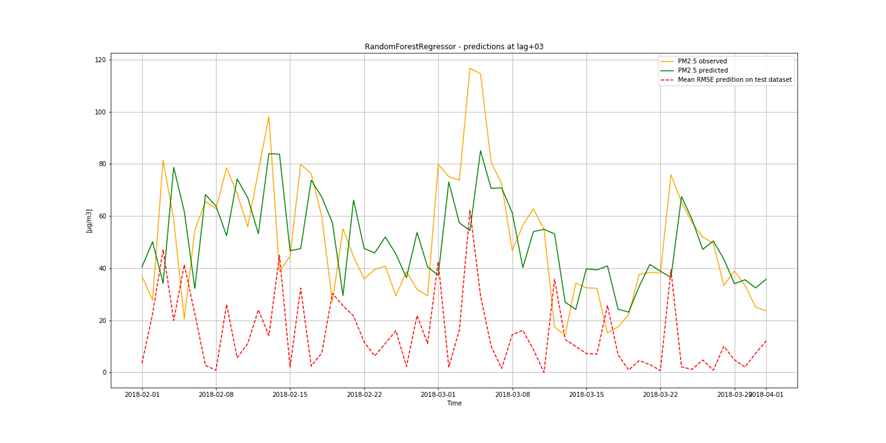 RandomForestRegressor - predictions at lag+03
PM2.5 observed
PM2.5 predicted
Mean RMSE predition on test dataset
120
100
80
60
40
20
0
[µg/m3]
2018-02-01 2018-02-08 2018-02-15 2018-02-22 2018-03-01 2018-03-08 2018-03-15 2018-03-22 2018-03-29 2018-04-01
Time